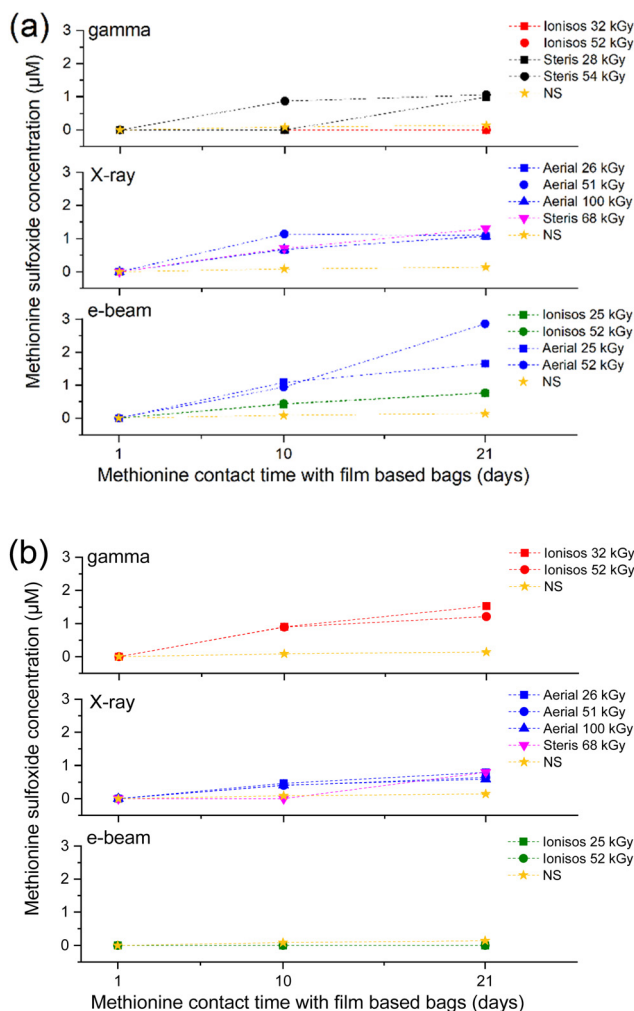 (a)
gamma
Ionisos 32 kGy
Ionisos 52 kGy
Steris 28 kGy
Steris 54 kGy
NS
3
2
1
0
X-ray
Aerial 26 kGy
Aerial 51 kGy
Aerial 100 kGy
Steris 68 kGy
NS
3
2
1
0
e-beam
Ionisos 25 kGy
Ionisos 52 kGy
Aerial 25 kGy
Aerial 52 kGy
NS
3
2
1
0
Methionine sulfoxide concentration (µM)
1 10 21
Methionine contact time with film based bags (days)
(b)
gamma
Ionisos 32 kGy
Ionisos 52 kGy
NS
3
2
1
0
X-ray
Aerial 26 kGy
Aerial 51 kGy
Aerial 100 kGy
Steris 68 kGy
NS
3
2
1
0
e-beam
Ionisos 25 kGy
Ionisos 52 kGy
NS
3
2
1
0
Methionine sulfoxide concentration (µM)
1 10 21
Methionine contact time with film based bags (days)